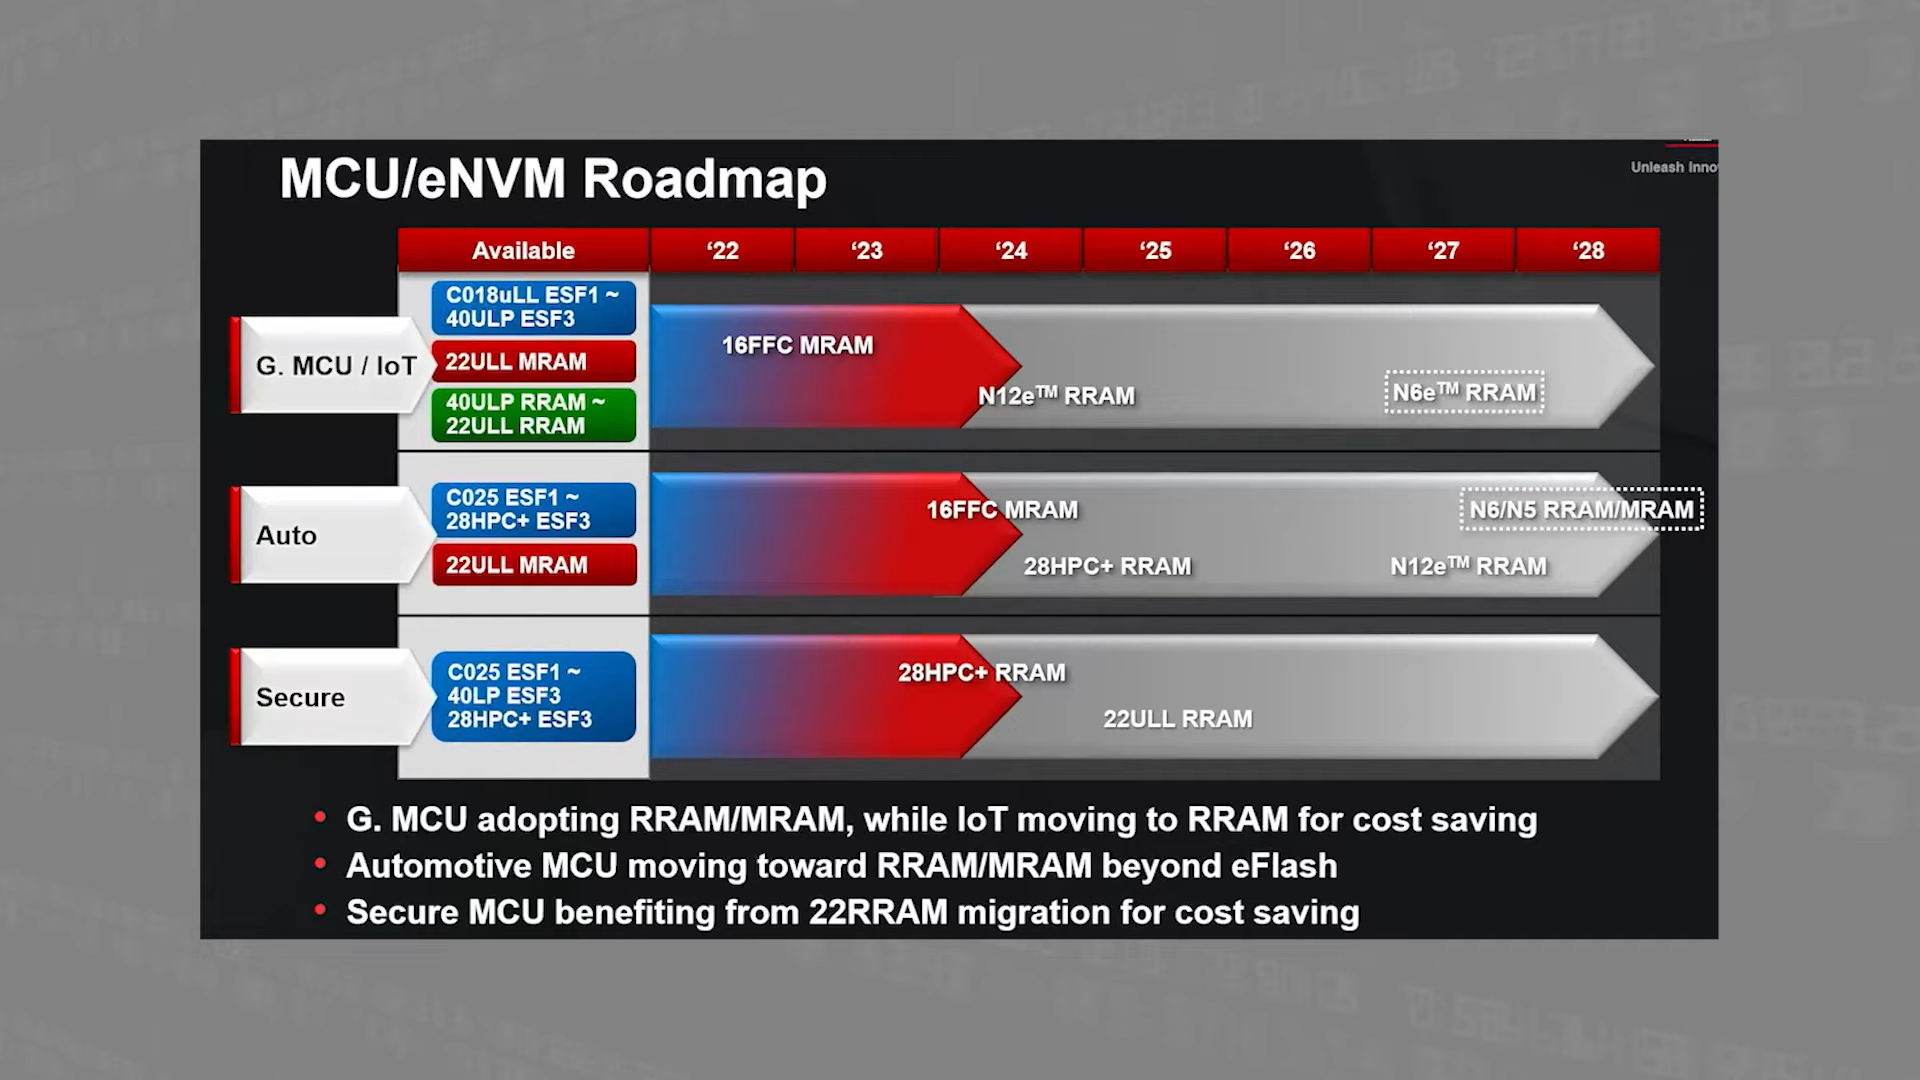 MCU/eNVM Roadmap
Unleash Inno
Available
‘22
‘23
‘24
‘25
‘26
‘27
‘28
G. MCU / IoT
C018uLL ESF1 ~
40ULP ESF3
22ULL MRAM
40ULP RRAM ~
22ULL RRAM
16FFC MRAM
N12e™ RRAM
N6e™ RRAM
Auto
C025 ESF1 ~
28HPC+ ESF3
22ULL MRAM
16FFC MRAM
28HPC+ RRAM
N6/N5 RRAM/MRAM
N12e™ RRAM
Secure
C025 ESF1 ~
40LP ESF3
28HPC+ ESF3
28HPC+ RRAM
22ULL RRAM
• G. MCU adopting RRAM/MRAM, while IoT moving to RRAM for cost saving
• Automotive MCU moving toward RRAM/MRAM beyond eFlash
• Secure MCU benefiting from 22RRAM migration for cost saving